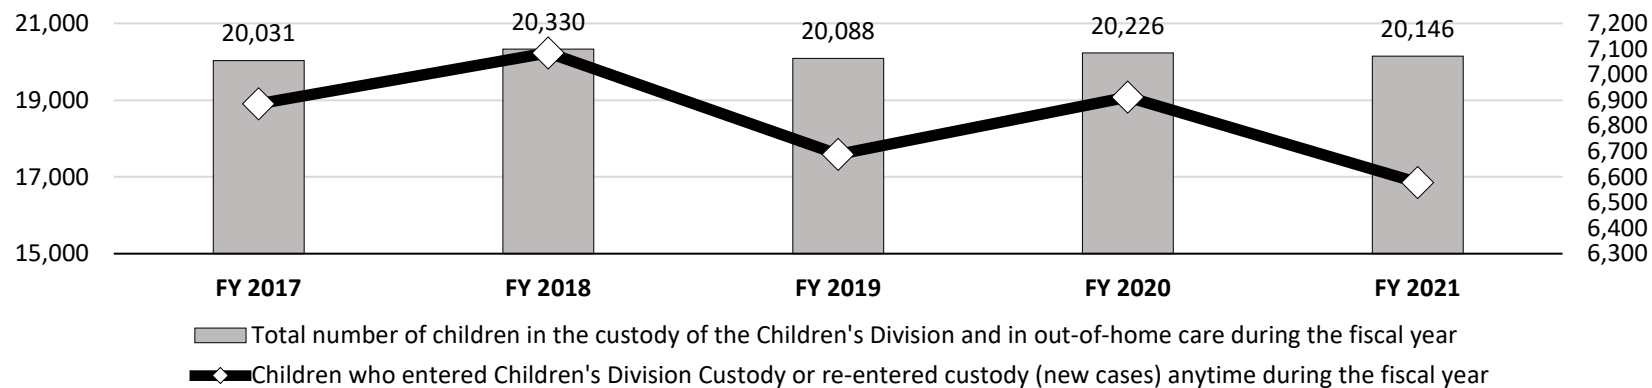 21,000
19,000
17,000
15,000
20,031
20,330
20,088
20,226
20,146
7,200
7,100
7,000
6,900
6,800
6,700
6,600
6,500
6,400
6,300
FY 2017
FY 2018
FY 2019
FY 2020
FY 2021
Total number of children in the custody of the Children's Division and in out-of-home care during the fiscal year
Children who entered Children's Division Custody or re-entered custody (new cases) anytime during the fiscal year